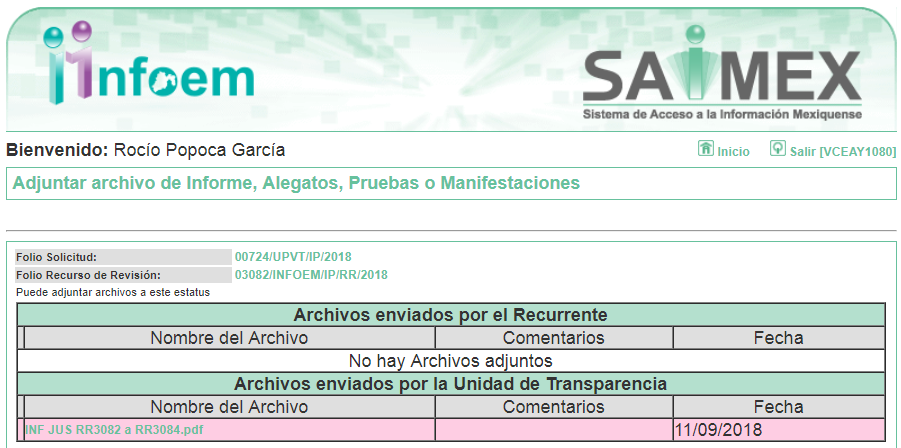 infoem
SAIMEX
Sistema de Acceso a la Información Mexiquense
Bienvenido: Rocío Popoca García
Inicio Salir [VCEAY1080]
Adjuntar archivo de Informe, Alegatos, Pruebas o Manifestaciones
Folio Solicitud: 00724/UPVT/IP/2018
Folio Recurso de Revisión: 03082/INFOEM/IP/RR/2018
Puede adjuntar archivos a este estatus
Archivos enviados por el Recurrente
Nombre del Archivo Comentarios Fecha
No hay Archivos adjuntos
Archivos enviados por la Unidad de Transparencia
Nombre del Archivo Comentarios Fecha
INF JUS RR3082 a RR3084.pdf 11/09/2018